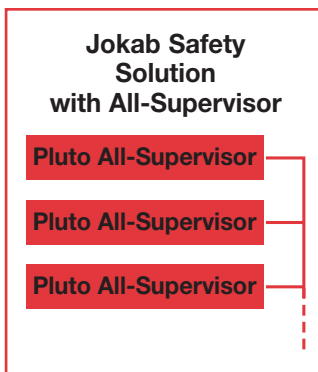 Jokab Safety
Solution
with All-Supervisor
Pluto All-Supervisor
Pluto All-Supervisor
Pluto All-Supervisor